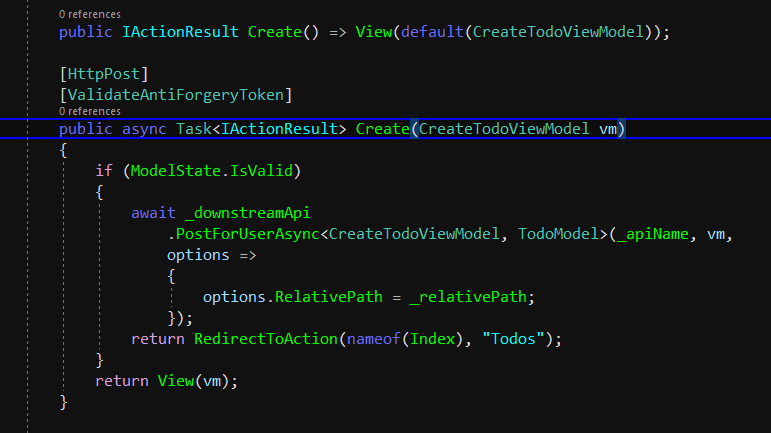 0 references
public IActionResult Create() => View(default(CreateTodoViewModel));
[HttpPost]
[ValidateAntiForgeryToken]
0 references
public async Task<IActionResult> Create(CreateTodoViewModel vm)
{
if (ModelState.IsValid)
{
await _downstreamApi
.PostForUserAsync<CreateTodoViewModel, TodoModel>(_apiName, vm,
options =>
{
options.RelativePath = _relativePath;
});
return RedirectToAction(nameof(Index), "Todos");
}
return View(vm);
}